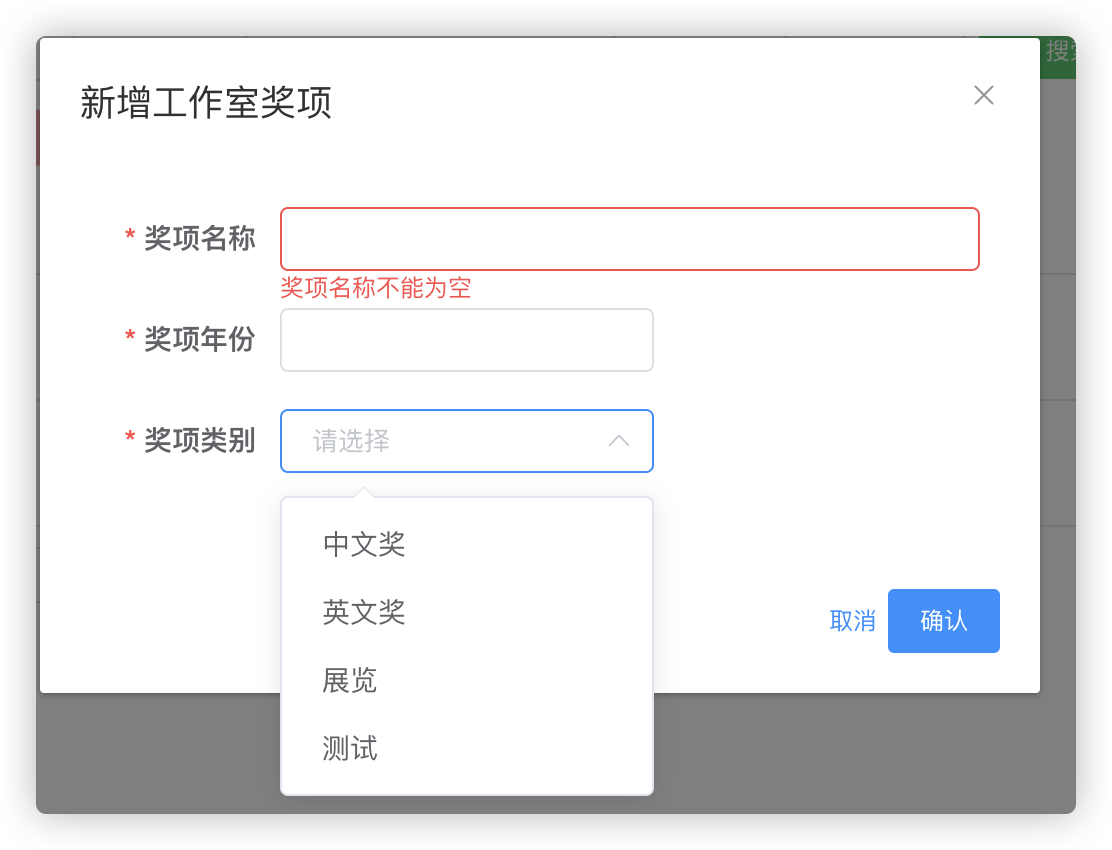 搜
新增工作室奖项
* 奖项名称
奖项名称不能为空
* 奖项年份
* 奖项类别
请选择
中文奖
英文奖
展览
测试
取消
确认